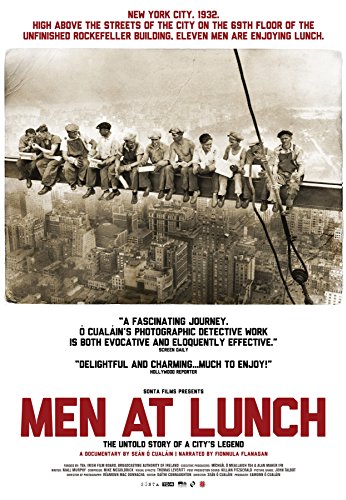 NEW YORK CITY. 1932.
HIGH ABOVE THE STREETS OF THE CITY ON THE 69TH FLOOR OF THE
UNFINISHED ROCKEFELLER BUILDING, ELEVEN MEN ARE ENJOYING LUNCH.
"A FASCINATING JOURNEY.
Ó CUALÁIN'S PHOTOGRAPHIC DETECTIVE WORK
IS BOTH EVOCATIVE AND ELOQUENTLY EFFECTIVE."
SCREEN DAILY
"DELIGHTFUL AND CHARMING...MUCH TO ENJOY!"
HOLLYWOOD REPORTER
SONTA FILMS PRESENTS
MEN AT LUNCH
THE UNTOLD STORY OF A CITY'S LEGEND
A DOCUMENTARY BY SEÁN Ó CUALÁIN | NARRATED BY FIONNULA FLANAGAN